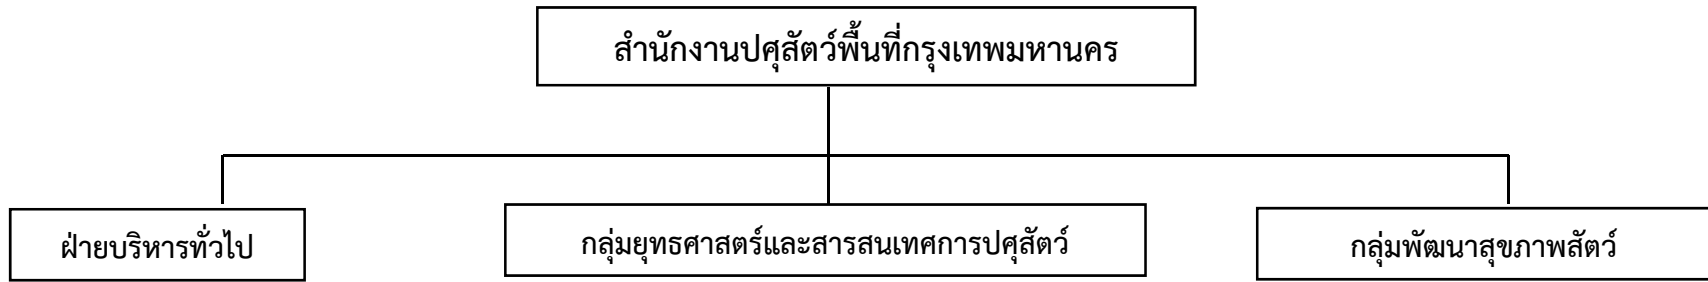 สำนักงานปศุสัตว์พื้นที่กรุงเทพมหานคร
ฝ่ายบริหารทั่วไป
กลุ่มยุทธศาสตร์และสารสนเทศการปศุสัตว์
กลุ่มพัฒนาสุขภาพสัตว์